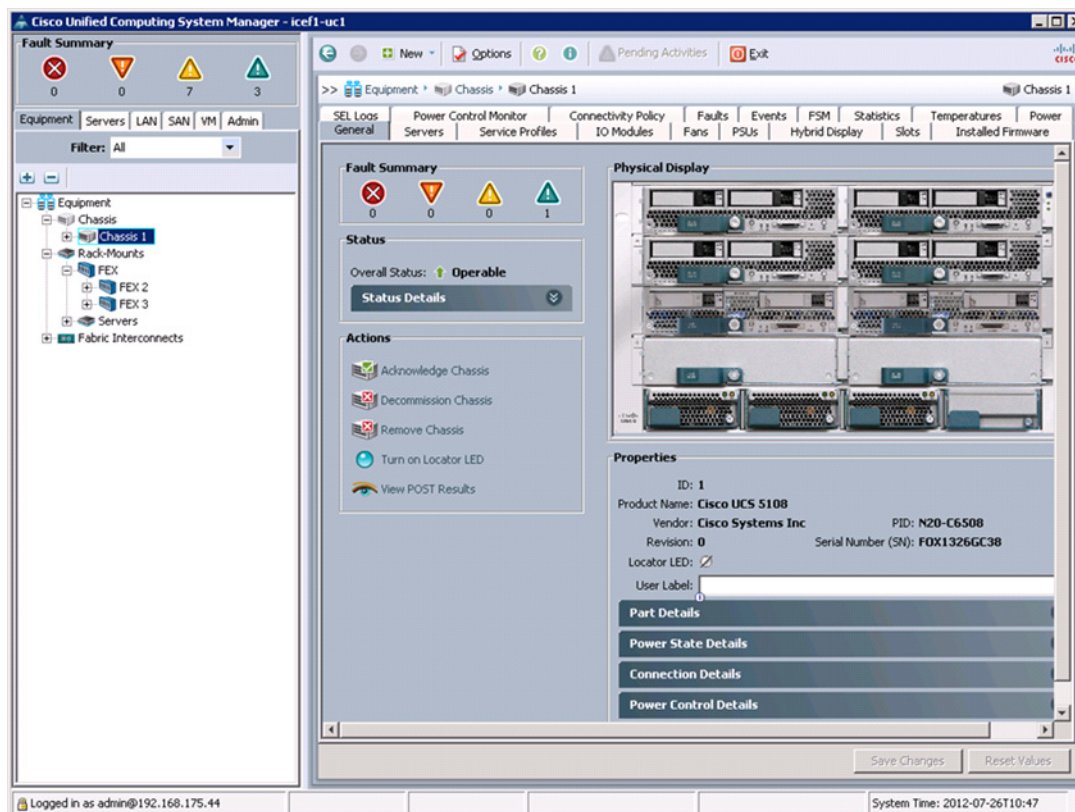 Cisco Unified Computing System Manager - icef1-uc1
Fault Summary
0 0 7 3
Equipment Servers LAN SAN VM Admin
Filter: All
Equipment
Chassis
Chassis 1
Rack-Mounts
FEX
FEX 2
FEX 3
Servers
Fabric Interconnects
New Options Pending Activities Exit
CISCO
>> Equipment Chassis Chassis 1 Chassis 1
SEL Logs Power Control Monitor Connectivity Policy Faults Events FSM Statistics Temperatures Power
General Servers Service Profiles IO Modules Fans PSUs Hybrid Display Slots Installed Firmware
Fault Summary
0 0 0 1
Status
Overall Status: Operable
Status Details
Actions
Acknowledge Chassis
Decommission Chassis
Remove Chassis
Turn on Locator LED
View POST Results
Physical Display
Properties
ID: 1
Product Name: Cisco UCS 5108
Vendor: Cisco Systems Inc PID: N20-C6508
Revision: 0 Serial Number (SN): FOX1326GC38
Locator LED:
User Label:
Part Details
Power State Details
Connection Details
Power Control Details
Save Changes Reset Values
Logged in as admin@192.168.175.44 System Time: 2012-07-26T10:47